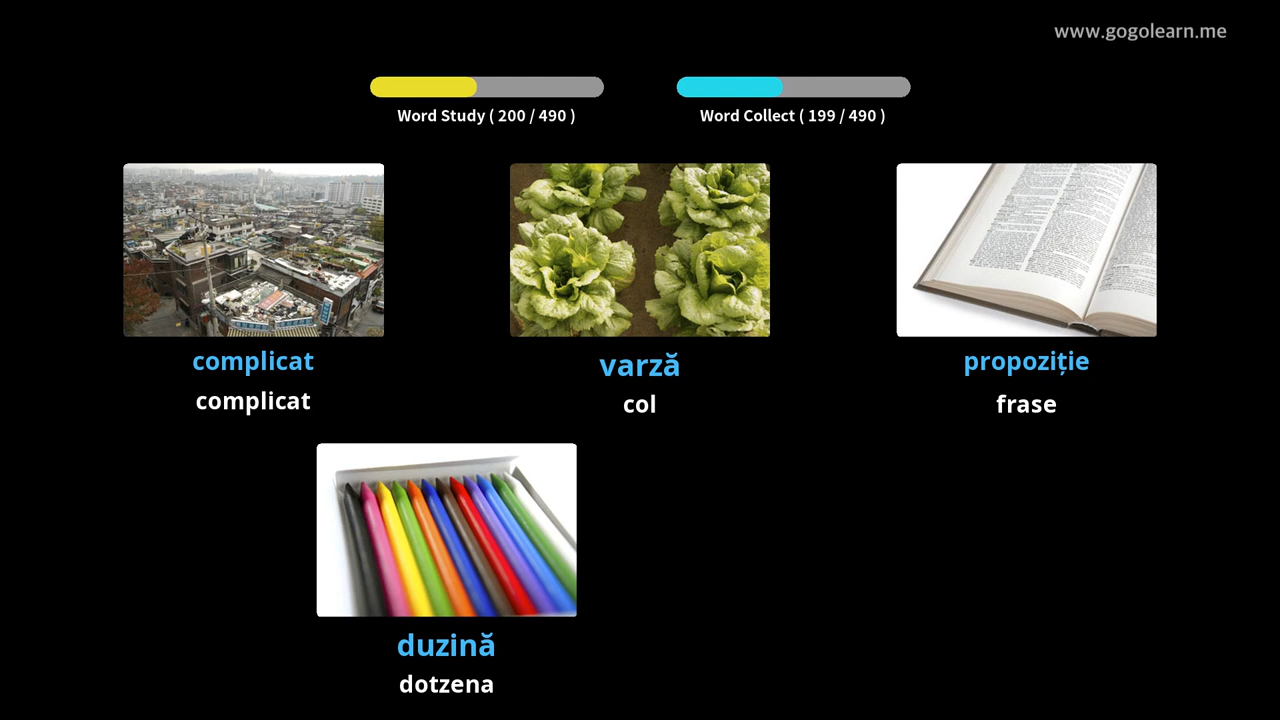 www.gogolearn.me
Word Study ( 200 / 490 )
Word Collect ( 199 / 490 )
complicat
complicat
varză
col
propoziție
frase
duzină
dotzena